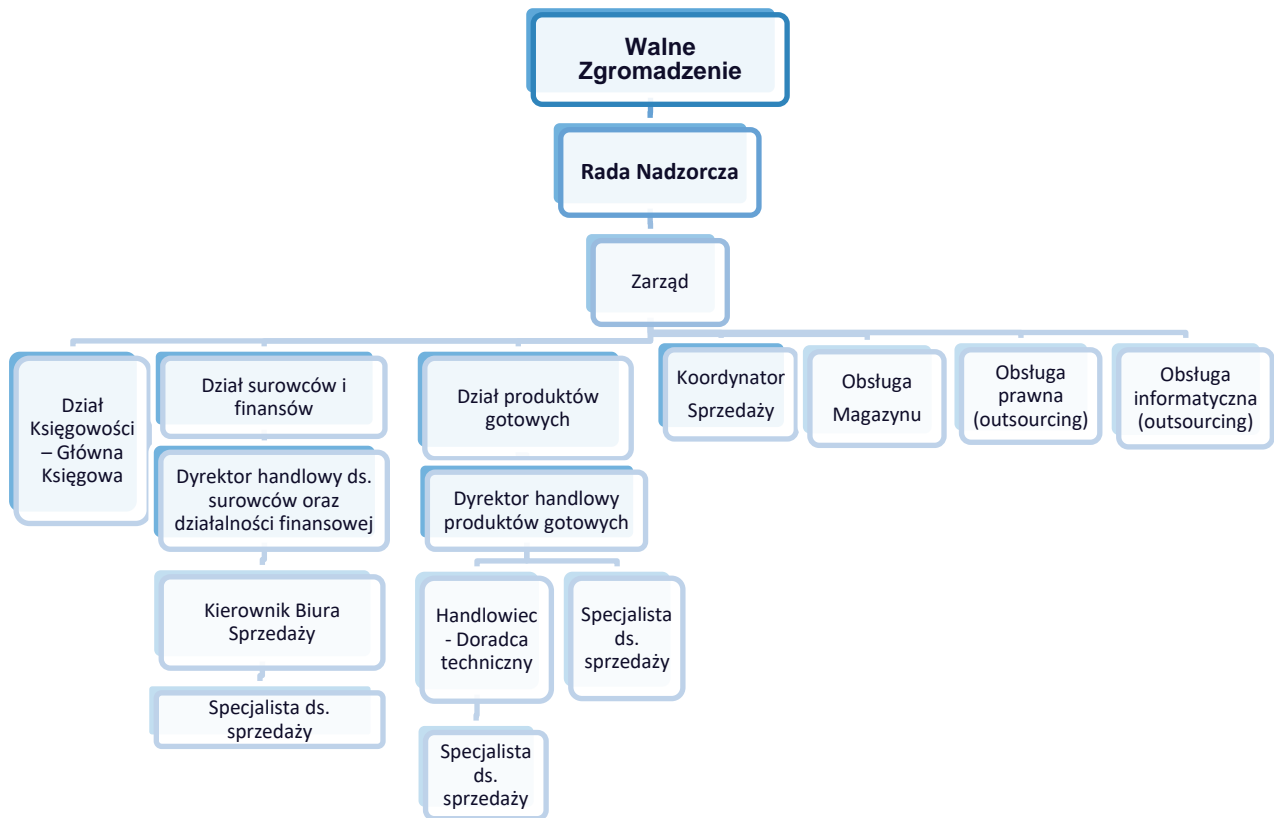 Walne
Zgromadzenie
Rada Nadzorcza
Zarząd
Dział
Księgowości
– Główna
Księgowa
Dział surowców i
finansów
Dyrektor handlowy ds.
surowców oraz
działalności finansowej
Kierownik Biura
Sprzedaży
Specjalista ds.
sprzedaży
Dział produktów
gotowych
Dyrektor handlowy
produktów gotowych
Handlowiec
- Doradca
techniczny
Specjalista
ds.
sprzedaży
Specjalista
ds.
sprzedaży
Koordynator
Sprzedaży
Obsługa
Magazynu
Obsługa
prawna
(outsourcing)
Obsługa
informatyczna
(outsourcing)